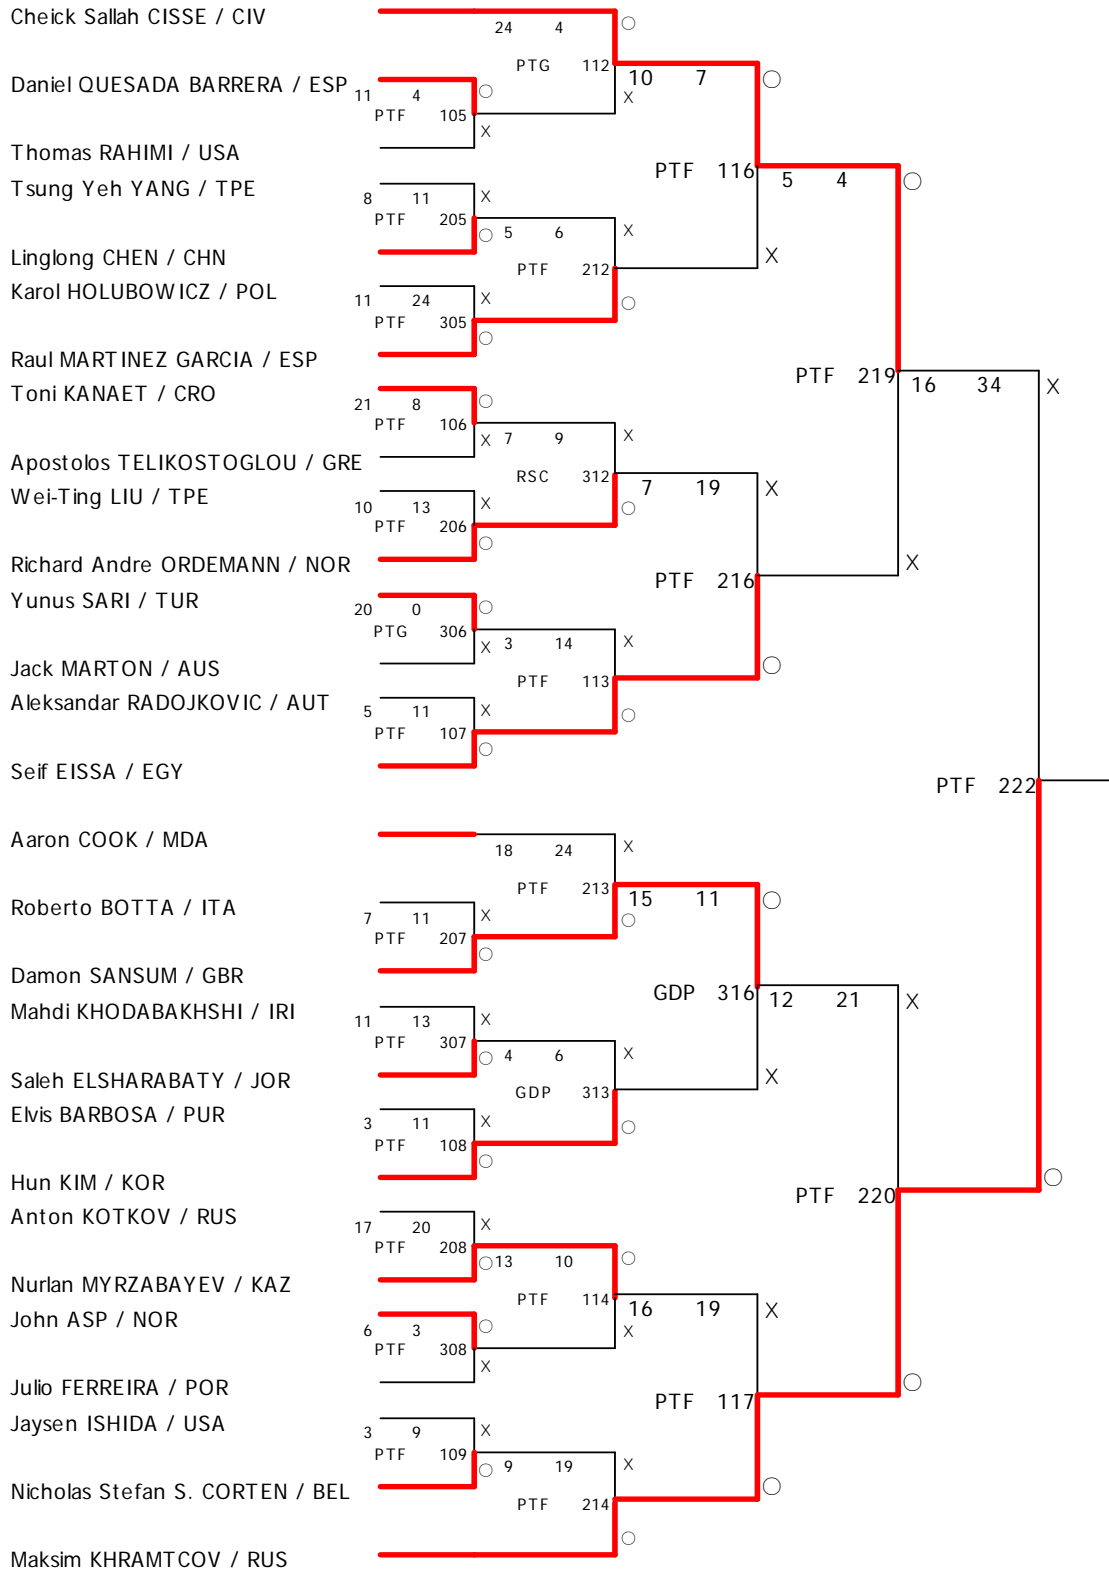 Cheick Sallah CISSE / CIV
24 4
PTG 112
10 7
X
Daniel QUESADA BARRERA / ESP
11 4
PTF 105
X
Thomas RAHIMI / USA
PTF 116
5 4
X
Tsung Yeh YANG / TPE
8 11
PTF 205
X
5 6
X
PTF 212
Linglong CHEN / CHN
Karol HOLUBOWICZ / POL
11 24
PTF 305
X
Raul MARTINEZ GARCIA / ESP
PTF 219
16 34
X
Toni KANAET / CRO
21 8
PTF 106
X
7 9
X
RSC 312
7 19
X
Apostolos TELIKOSTOGLOU / GRE
Wei-Ting LIU / TPE
10 13
PTF 206
X
Richard Andre ORDEMANN / NOR
PTF 216
X
Yunus SARI / TUR
20 0
PTG 306
X
3 14
X
PTF 113
Jack MARTON / AUS
Aleksandar RADOJKOVIC / AUT
5 11
PTF 107
X
Seif EISSA / EGY
PTF 222
Aaron COOK / MDA
18 24
X
PTF 213
15 11
Roberto BOTTA / ITA
7 11
PTF 207
X
Damon SANSUM / GBR
GDP 316
12 21
X
X
Mahdi KHODABAKHSHI / IRI
11 13
PTF 307
X
4 6
X
GDP 313
Saleh ELSHARABATY / JOR
Elvis BARBOSA / PUR
3 11
PTF 108
X
Hun KIM / KOR
PTF 220
Anton KOTKOV / RUS
17 20
PTF 208
X
13 10
PTF 114
16 19
X
X
Nurlan MYRZABAYEV / KAZ
John ASP / NOR
6 3
PTF 308
X
Julio FERREIRA / POR
PTF 117
Jaysen ISHIDA / USA
3 9
PTF 109
X
9 19
X
PTF 214
Nicholas Stefan S. CORTEN / BEL
Maksim KHRAMTCOV / RUS